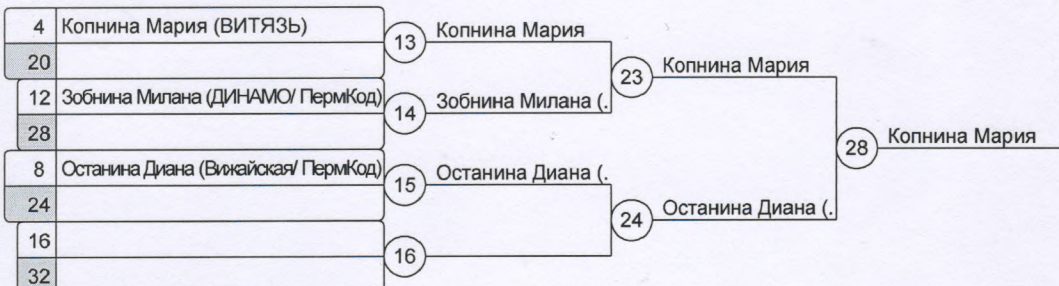 4 Копнина Мария (ВИТЯЗЬ)
20
13 Копнина Мария
12 Зобнина Милана (ДИНАМО/ ПермКод)
28
14 Зобнина Милана (.
23 Копнина Мария
8 Останина Диана (Вижайская/ ПермКод)
24
15 Останина Диана (.
16
32
16
24 Останина Диана (.
28 Копнина Мария